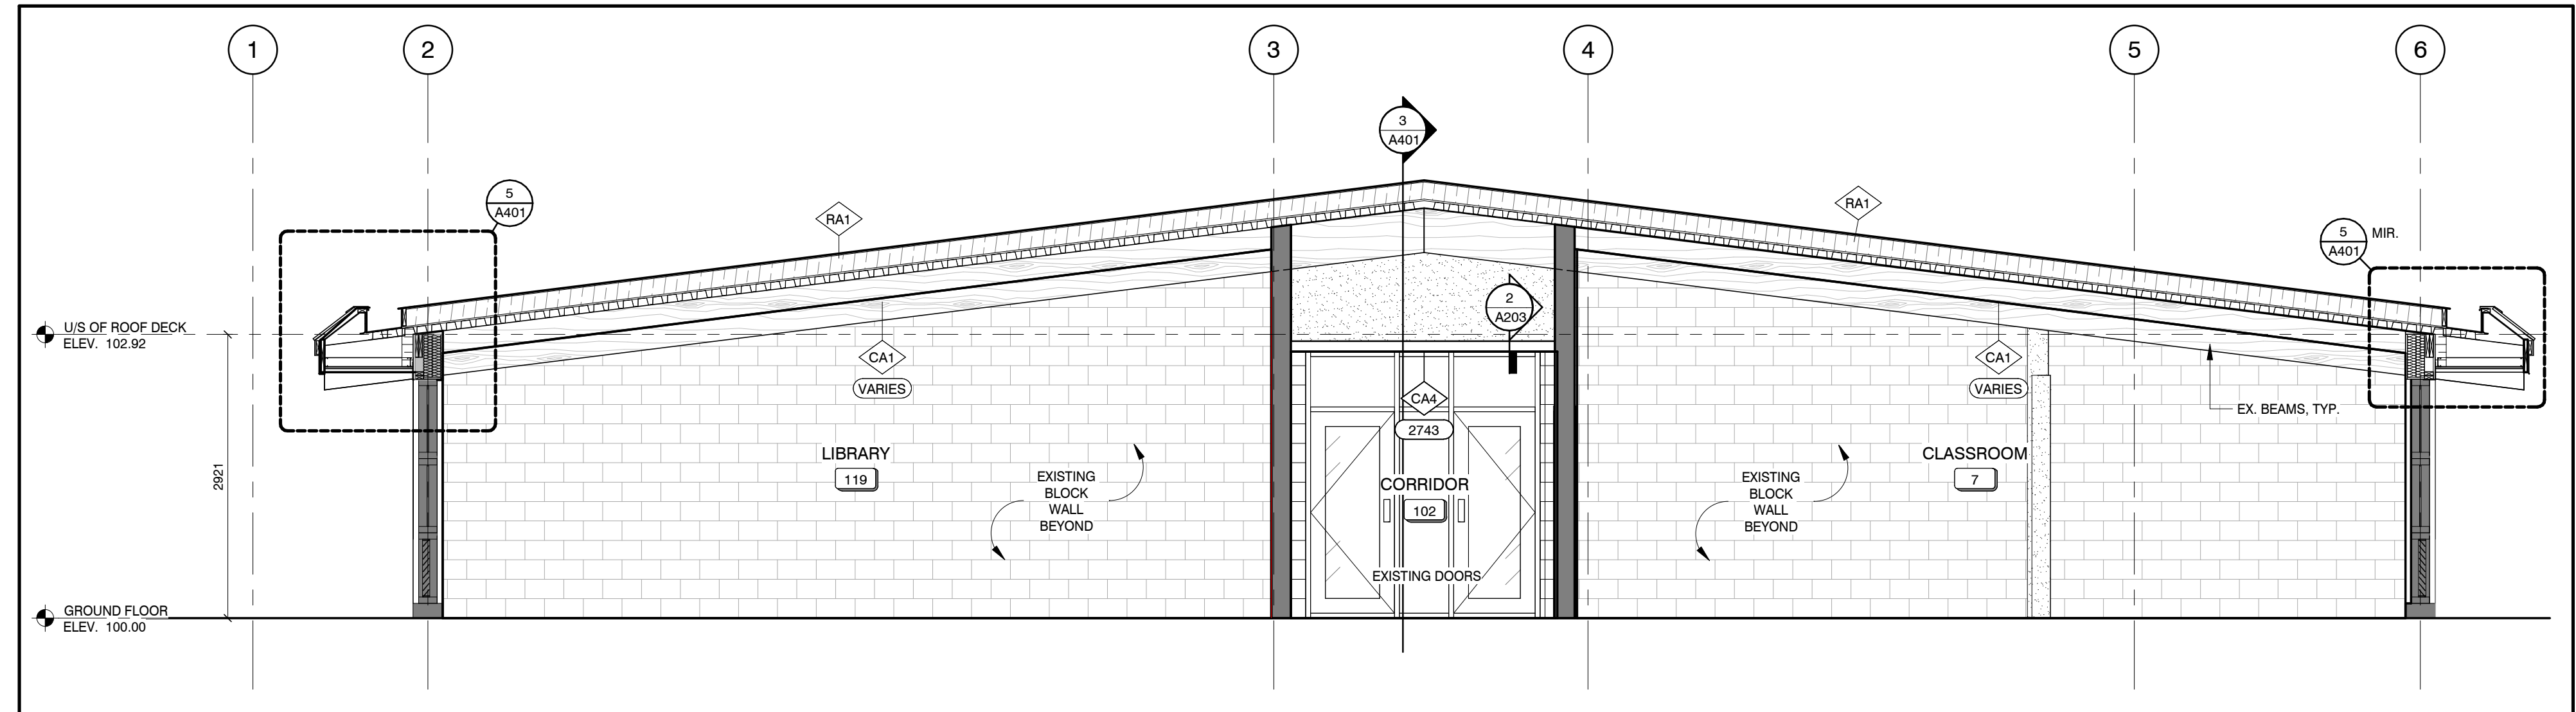 1
2
3
4
5
6
3
A401
5
A401
RA1
RA1
5
A401
MIR.
2
A203
U/S OF ROOF DECK
ELEV. 102.92
CA1
VARIES
CA1
VARIES
CA4
2743
EX. BEAMS, TYP.
2921
LIBRARY
119
EXISTING
BLOCK
WALL
BEYOND
CORRIDOR
102
EXISTING
BLOCK
WALL
BEYOND
CLASSROOM
7
EXISTING DOORS
GROUND FLOOR
ELEV. 100.00